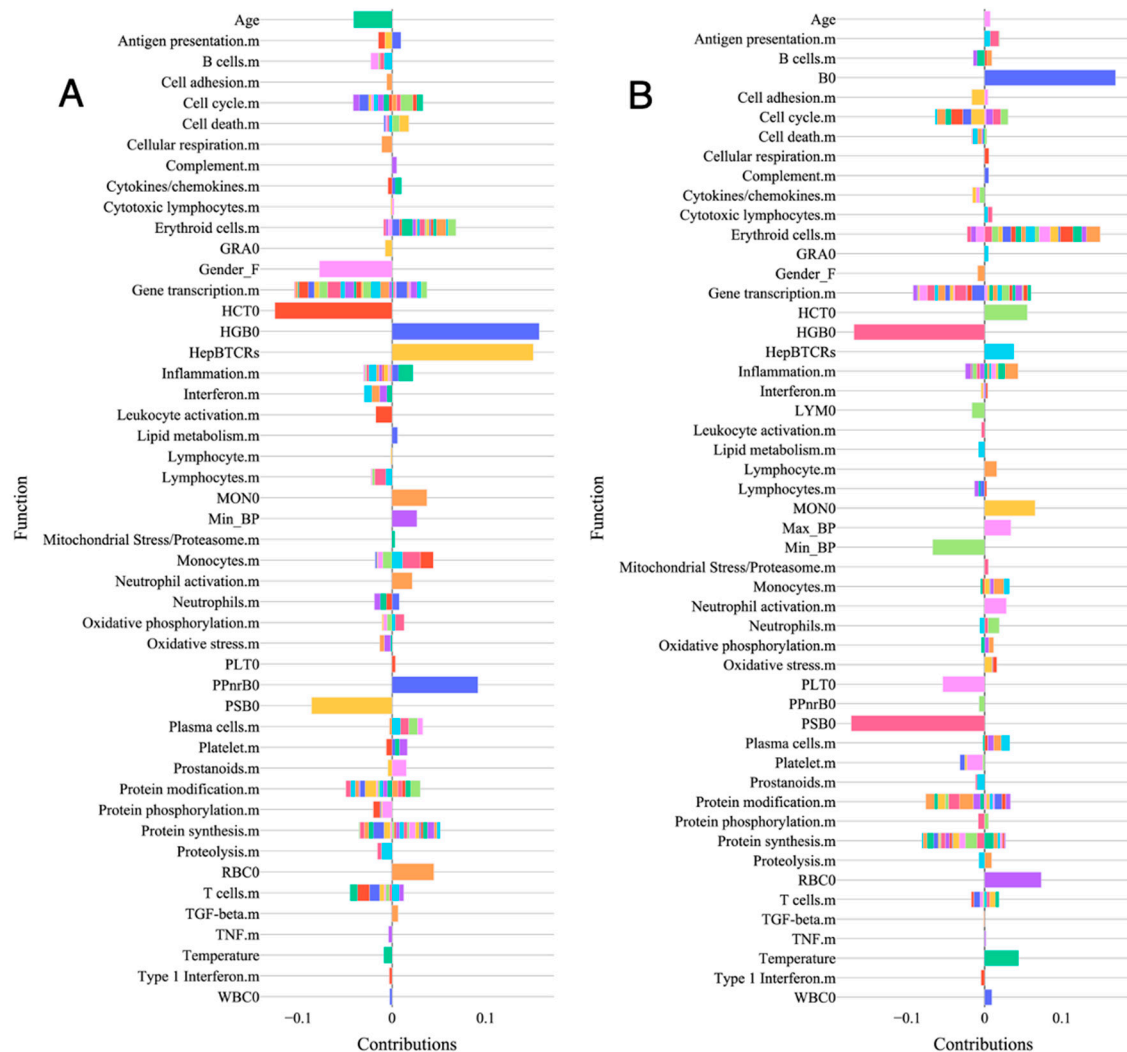 A
Function
Age
Antigen presentation.m
B cells.m
Cell adhesion.m
Cell cycle.m
Cell death.m
Cellular respiration.m
Complement.m
Cytokines/chemokines.m
Cytotoxic lymphocytes.m
Erythroid cells.m
GRA0
Gender_F
Gene transcription.m
HCT0
HGB0
HepBTCRs
Inflammation.m
Interferon.m
Leukocyte activation.m
Lipid metabolism.m
Lymphocyte.m
Lymphocytes.m
MON0
Min_BP
Mitochondrial Stress/Proteasome.m
Monocytes.m
Neutrophil activation.m
Neutrophils.m
Oxidative phosphorylation.m
Oxidative stress.m
PLT0
PPnrB0
PSB0
Plasma cells.m
Platelet.m
Prostanoids.m
Protein modification.m
Protein phosphorylation.m
Protein synthesis.m
Proteolysis.m
RBC0
T cells.m
TGF-beta.m
TNF.m
Temperature
Type 1 Interferon.m
WBC0
−0.1 0 0.1
Contributions
B
Function
Age
Antigen presentation.m
B cells.m
B0
Cell adhesion.m
Cell cycle.m
Cell death.m
Cellular respiration.m
Complement.m
Cytokines/chemokines.m
Cytotoxic lymphocytes.m
Erythroid cells.m
GRA0
Gender_F
Gene transcription.m
HCT0
HGB0
HepBTCRs
Inflammation.m
Interferon.m
LYM0
Leukocyte activation.m
Lipid metabolism.m
Lymphocyte.m
Lymphocytes.m
MON0
Max_BP
Min_BP
Mitochondrial Stress/Proteasome.m
Monocytes.m
Neutrophil activation.m
Neutrophils.m
Oxidative phosphorylation.m
Oxidative stress.m
PLT0
PPnrB0
PSB0
Plasma cells.m
Platelet.m
Prostanoids.m
Protein modification.m
Protein phosphorylation.m
Protein synthesis.m
Proteolysis.m
RBC0
T cells.m
TGF-beta.m
TNF.m
Temperature
Type 1 Interferon.m
WBC0
−0.1 0 0.1
Contributions